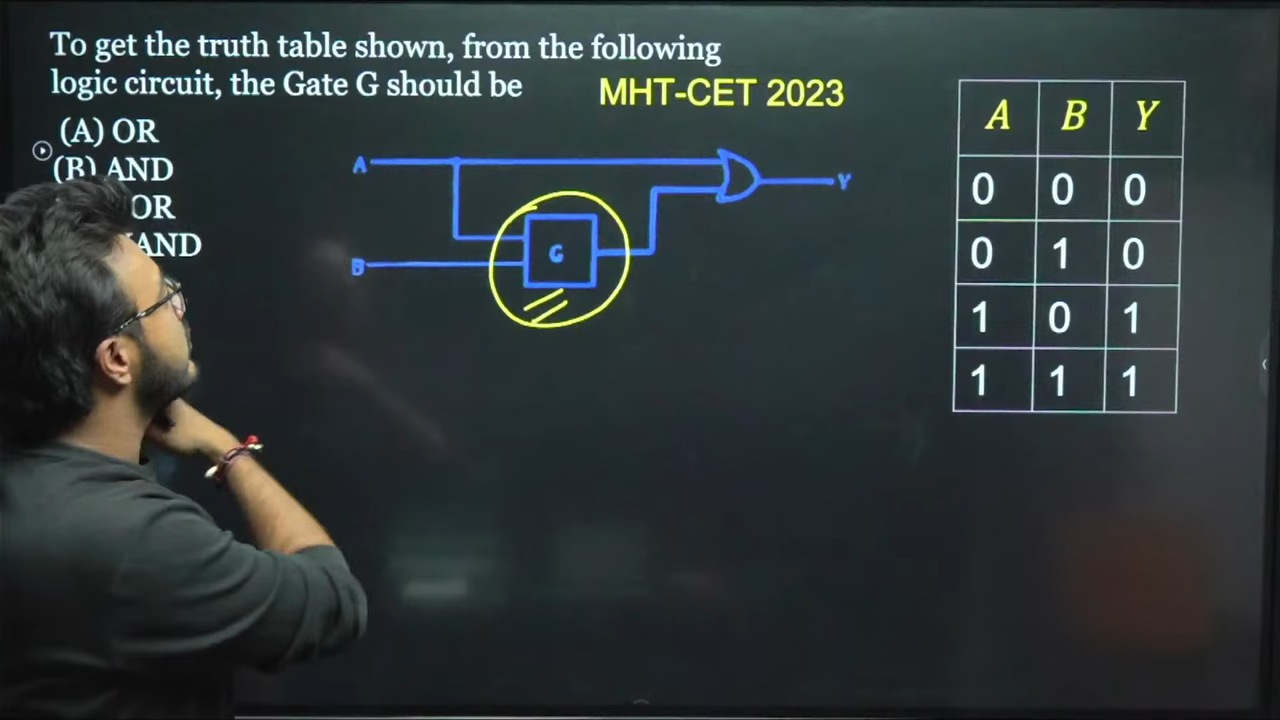 To get the truth table shown, from the following
logic circuit, the Gate G should be
MHT-CET 2023
(A) OR
(B) AND
OR
AND
A
B
G
Y
A B Y
0 0 0
0 1 0
1 0 1
1 1 1